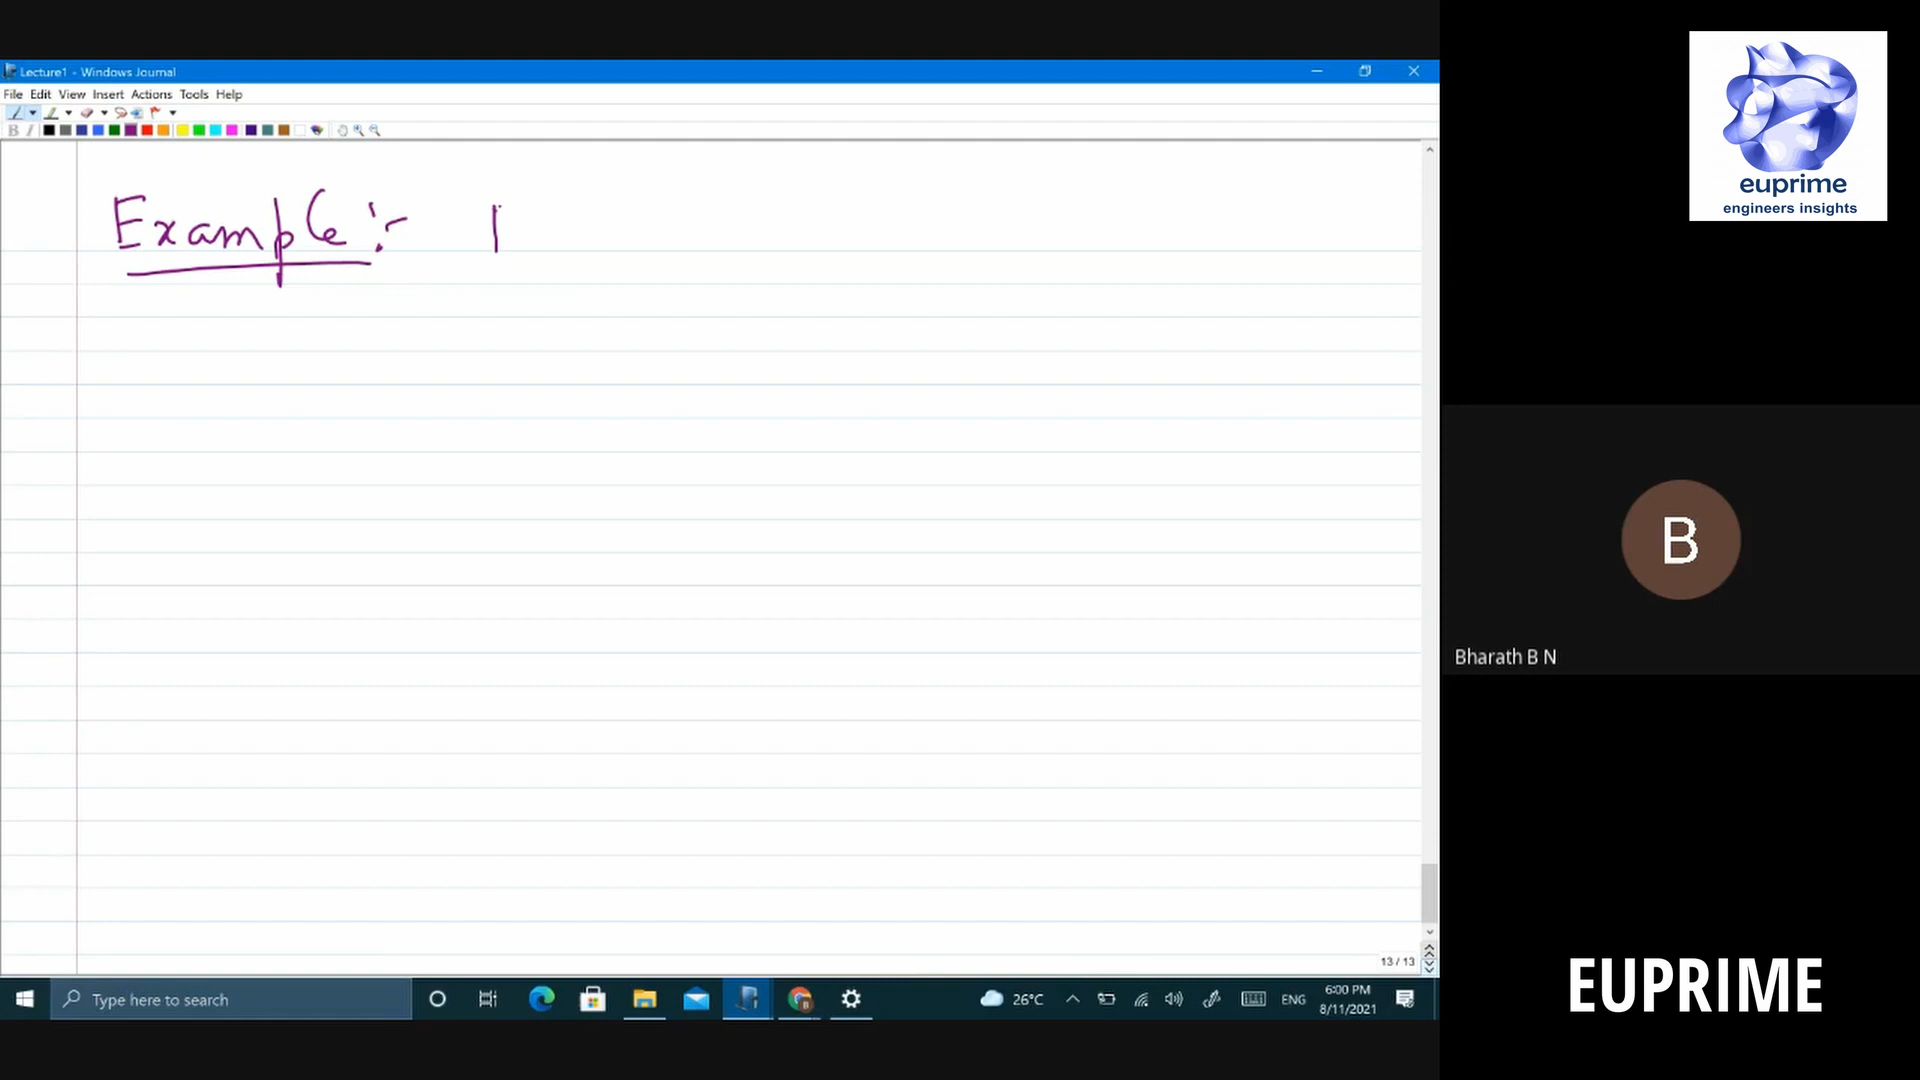 Lecture1 - Windows Journal
File Edit View Insert Actions Tools Help
B I
Example :-
13 / 13
Type here to search
26°C
ENG
6:00 PM
8/11/2021
euprime
engineers insights
B
Bharath B N
EUPRIME